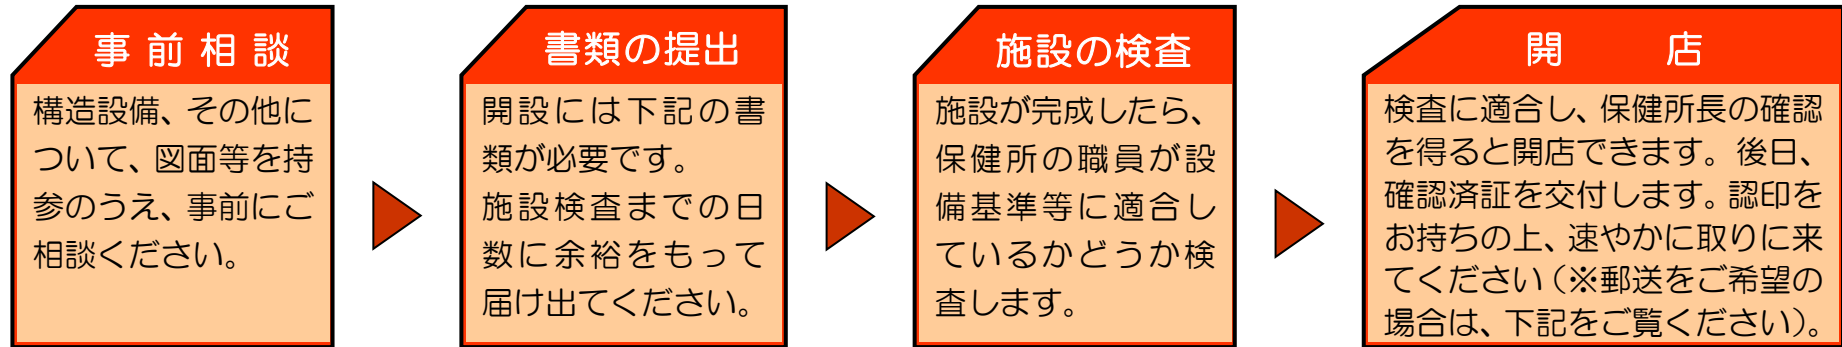 事前相談
構造設備、その他に
ついて、図面等を持
参のうえ、事前にご
相談ください。
書類の提出
開設には下記の書
類が必要です。
施設検査までの日
数に余裕をもって
届け出てください。
施設の検査
施設が完成したら、
保健所の職員が設
備基準等に適合し
ているかどうか検
査します。
開店
検査に適合し、保健所長の確認
を得ると開店できます。後日、
確認済証を交付します。認印を
お持ちの上、速やかに取りに来
てください（※郵送をご希望の
場合は、下記をご覧ください）。